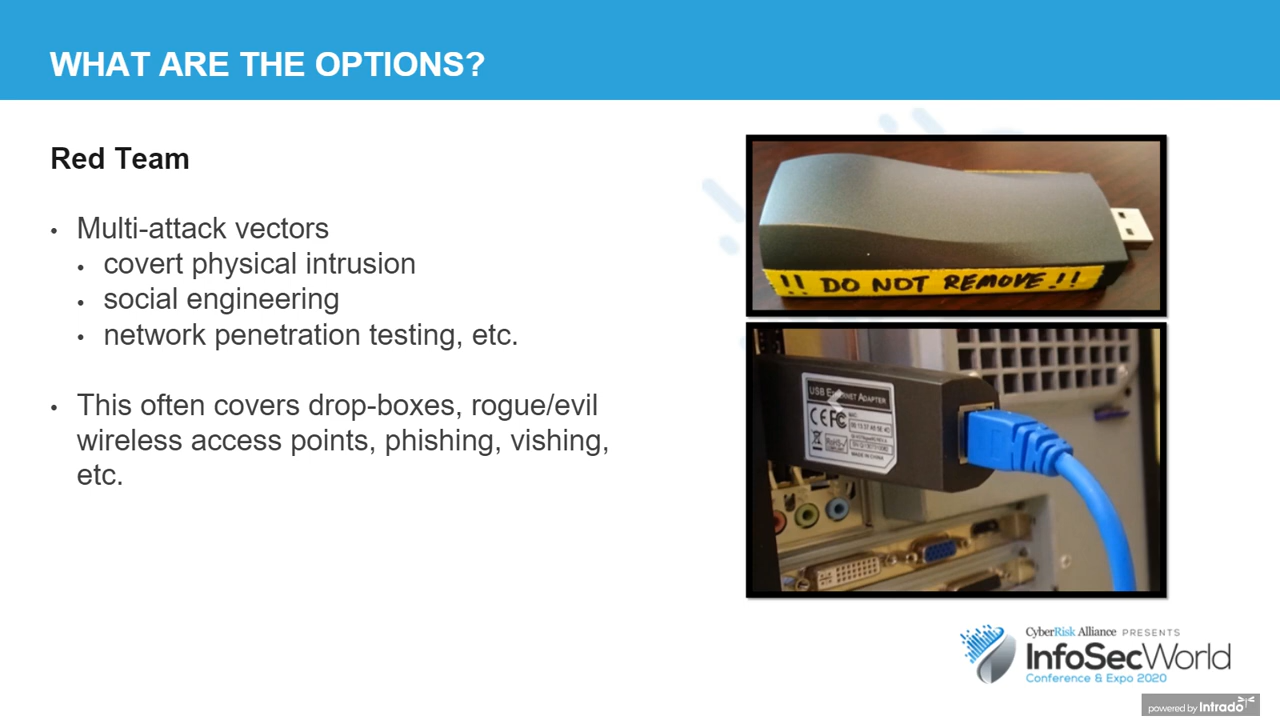 WHAT ARE THE OPTIONS?
Red Team
• Multi-attack vectors
• covert physical intrusion
• social engineering
• network penetration testing, etc.
• This often covers drop-boxes, rogue/evil
wireless access points, phishing, vishing,
etc.
!! DO NOT REMOVE !!
USB ETHERNET ADAPTER
CE FC
MADE IN CHINA
CyberRisk Alliance PRESENTS
InfoSecWorld
Conference & Expo 2020
powered by Intrado